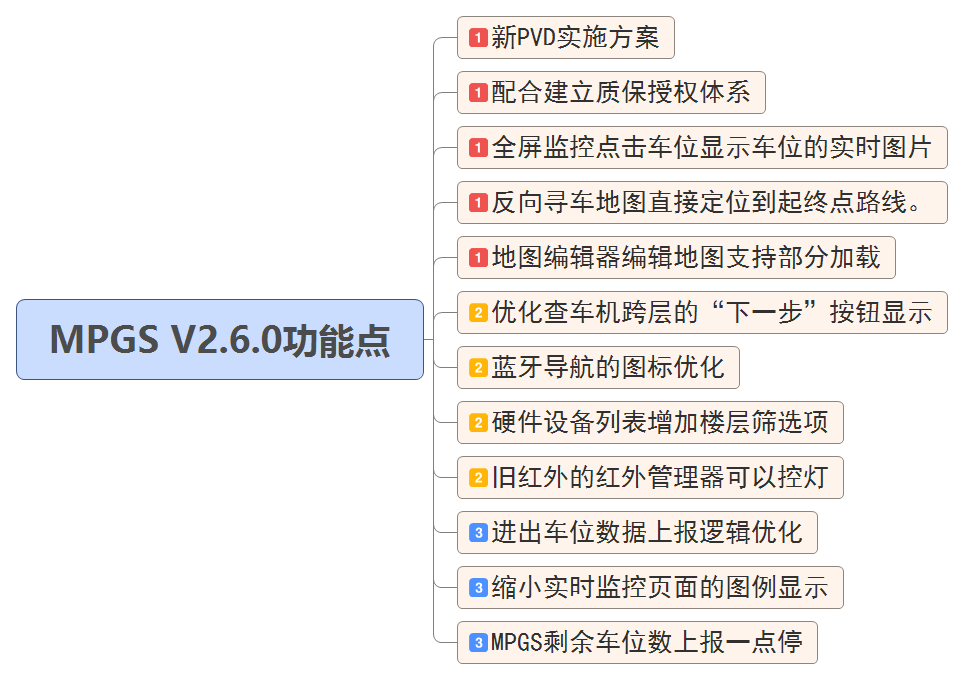 MPGS V2.6.0功能点
1 新PVD实施方案
1 配合建立质保授权体系
1 全屏监控点击车位显示车位的实时图片
1 反向寻车地图直接定位到起终点路线。
1 地图编辑器编辑地图支持部分加载
2 优化查车机跨层的“下一步”按钮显示
2 蓝牙导航的图标优化
2 硬件设备列表增加楼层筛选项
2 旧红外的红外管理器可以控灯
3 进出车位数据上报逻辑优化
3 缩小实时监控页面的图例显示
3 MPGS剩余车位数上报一点停